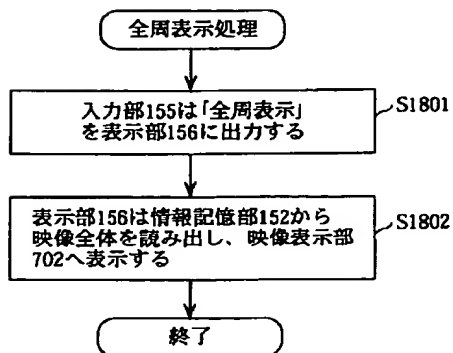 全周表示処理
入力部155は「全周表示」
を表示部156に出力する
S1801
表示部156は情報記憶部152から
映像全体を読み出し、映像表示部
702へ表示する
S1802
終了